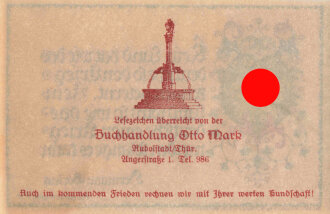 Lesezeichen überreicht von der
Buchhandlung Otto Mark
Rudolstadt/Thür.
Angerstraße 1. Tel. 986
Auch im kommenden Frieden rechnen wir mit Ihrer werten Kundschaft!